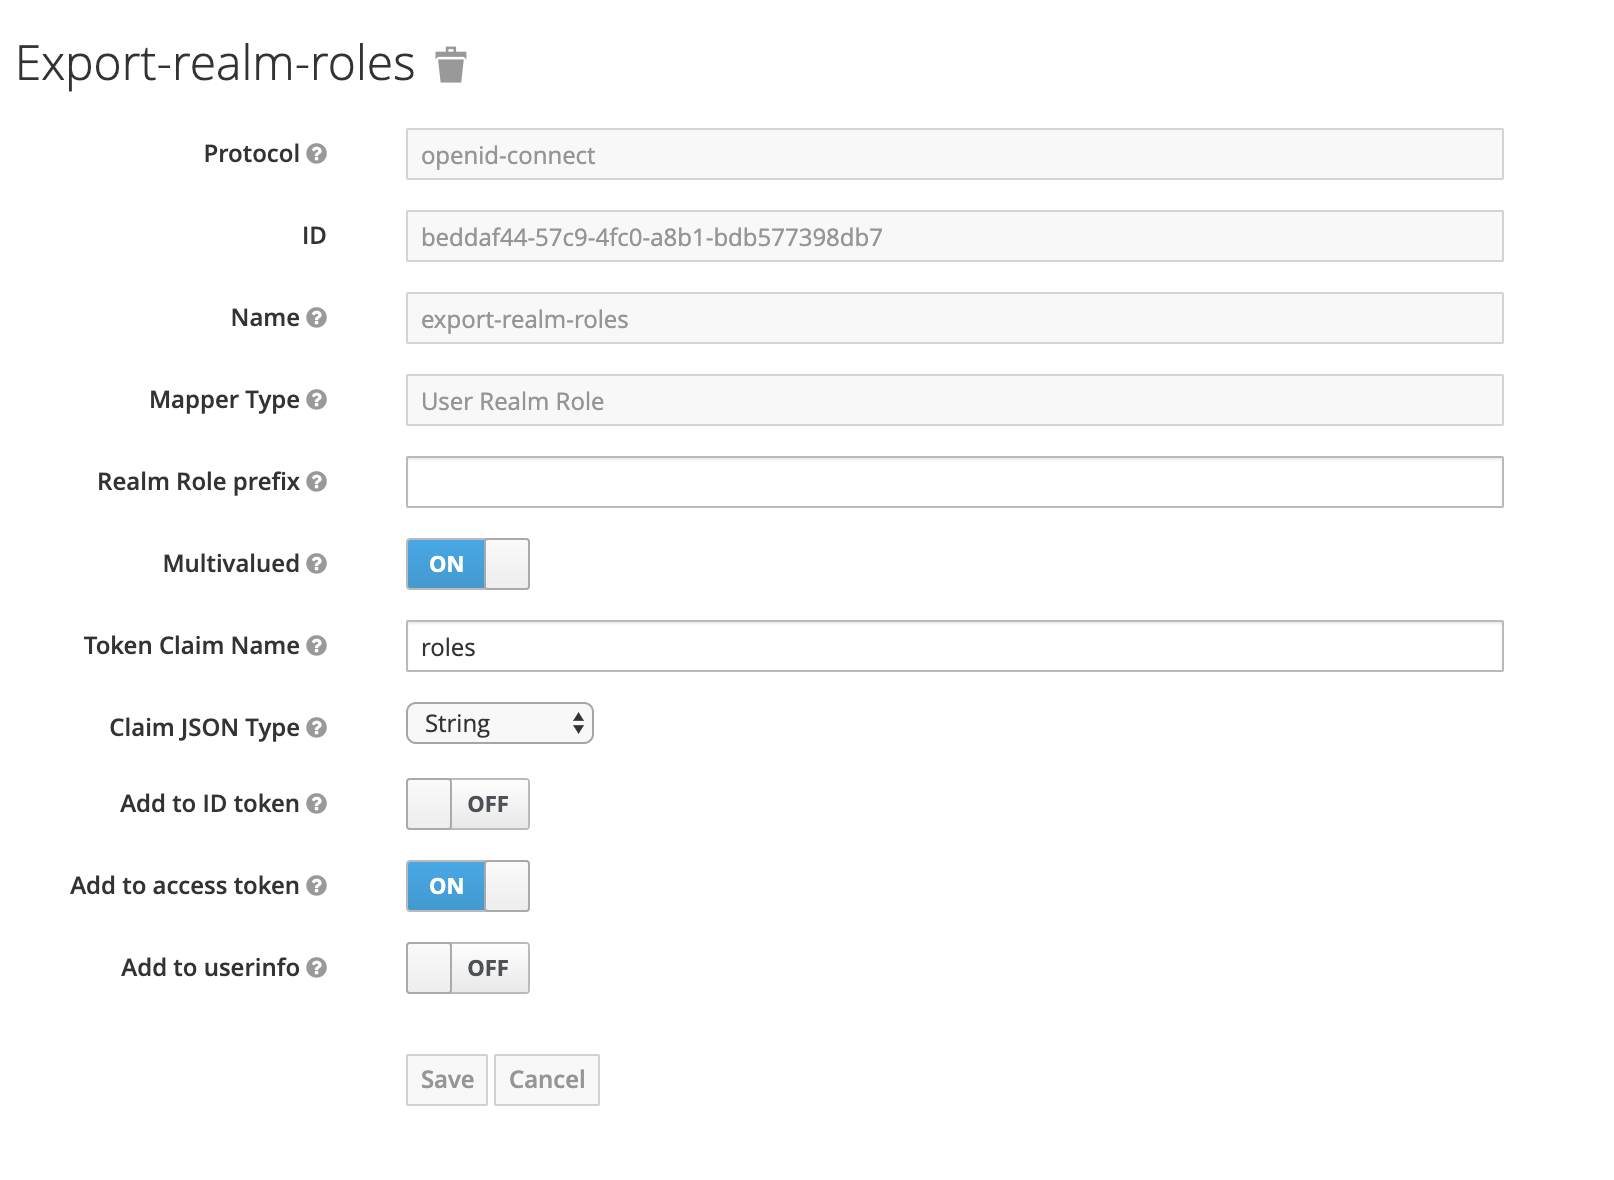 Export-realm-roles
Protocol openid-connect
ID beddaf44-57c9-4fc0-a8b1-bdb577398db7
Name export-realm-roles
Mapper Type User Realm Role
Realm Role prefix
Multivalued ON
Token Claim Name roles
Claim JSON Type String
Add to ID token OFF
Add to access token ON
Add to userinfo OFF
Save Cancel